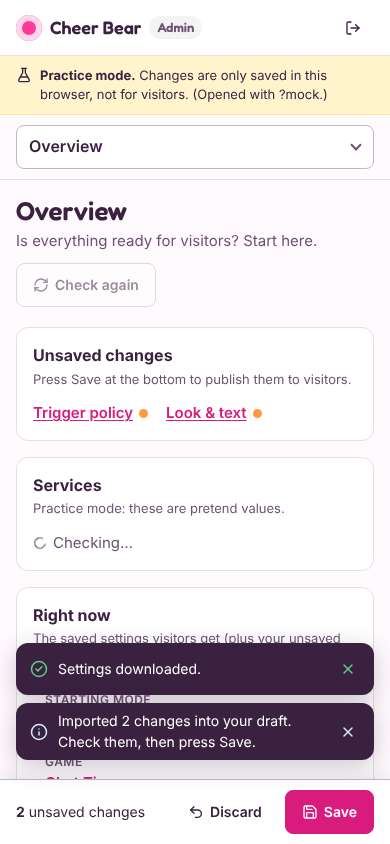 Cheer Bear Admin
Practice mode. Changes are only saved in this
browser, not for visitors. (Opened with ?mock.)
Overview
Overview
Is everything ready for visitors? Start here.
Check again
Unsaved changes
Press Save at the bottom to publish them to visitors.
Trigger policy Look & text
Services
Practice mode: these are pretend values.
Checking...
Right now
The saved settings visitors get (plus your unsaved
Settings downloaded.
STARTING MODE
Imported 2 changes into your draft.
Check them, then press Save.
GAME
2 unsaved changes Discard Save